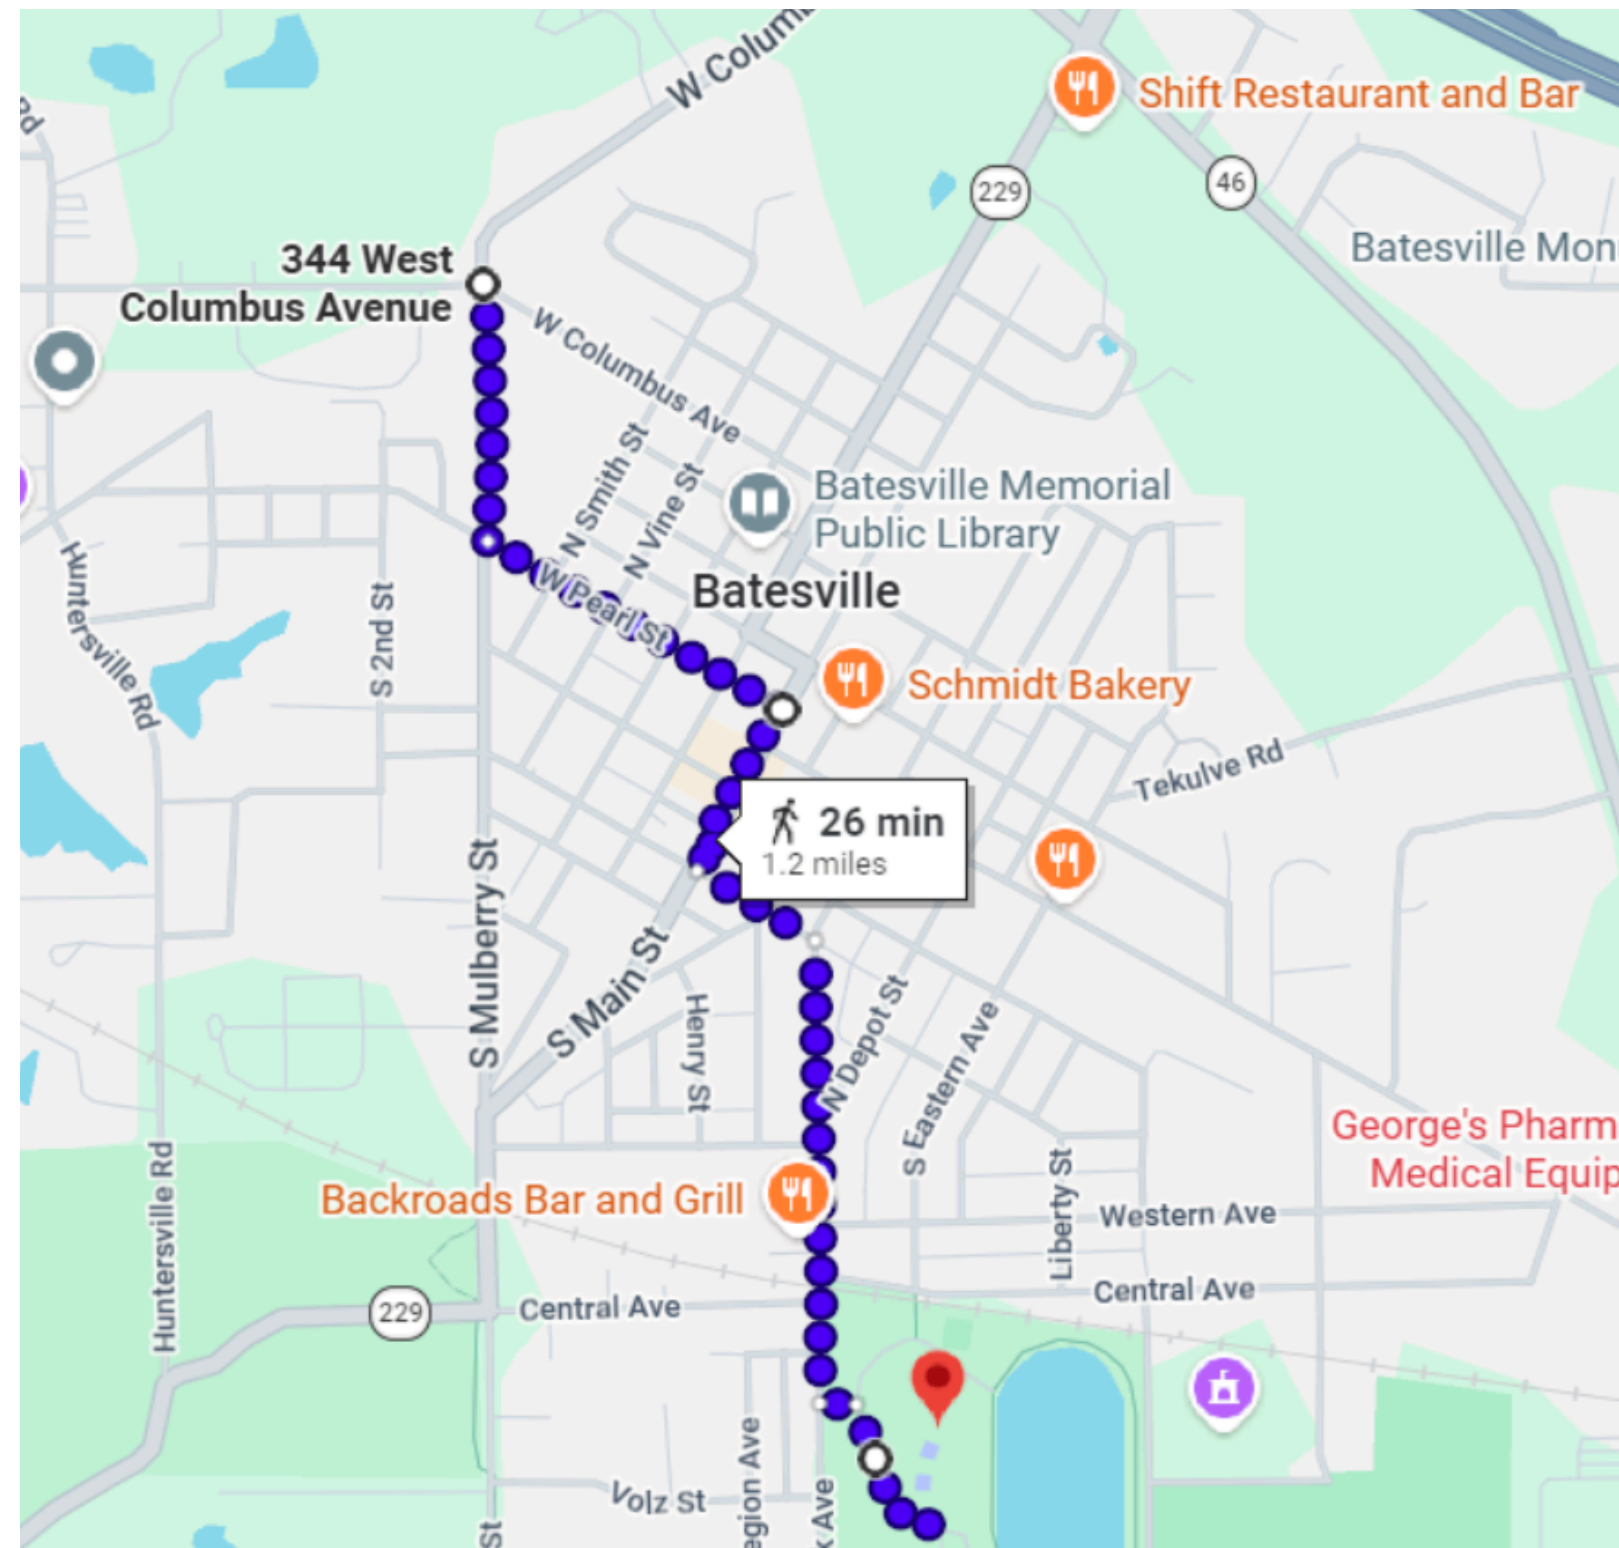 W Colum
Shift Restaurant and Bar
Rd
229
46
Batesville Mon
344 West
Columbus Avenue
W Columbus Ave
N Smith St
N Vine St
Batesville Memorial
Public Library
Huntersville Rd
S 2nd St
W Pearl St
Batesville
Schmidt Bakery
Tekulve Rd
26 min
1.2 miles
S Mulberry St
S Main St
Henry St
N Depot St
S Eastern Ave
George's Pharm
Medical Equip
Huntersville Rd
Backroads Bar and Grill
Liberty St
Western Ave
229
Central Ave
Central Ave
Volz St
egion Ave
k Ave
St